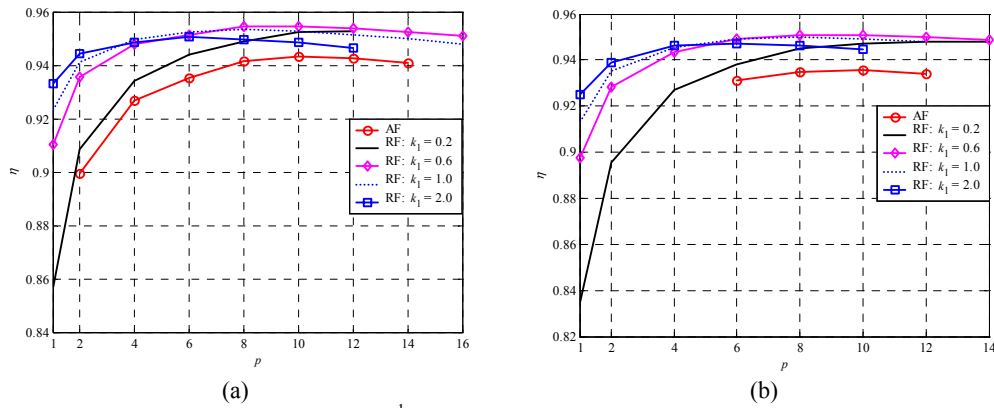 0.96
0.94
0.92
0.9
0.88
0.86
0.84
η
1 2 4 6 8 10 12 14 16
p
AF
RF: k₁ = 0.2
RF: k₁ = 0.6
RF: k₁ = 1.0
RF: k₁ = 2.0
(a)
0.96
0.94
0.92
0.9
0.88
0.86
0.84
0.82
η
1 2 4 6 8 10 12 14
p
AF
RF: k₁ = 0.2
RF: k₁ = 0.6
RF: k₁ = 1.0
RF: k₁ = 2.0
(b)
1